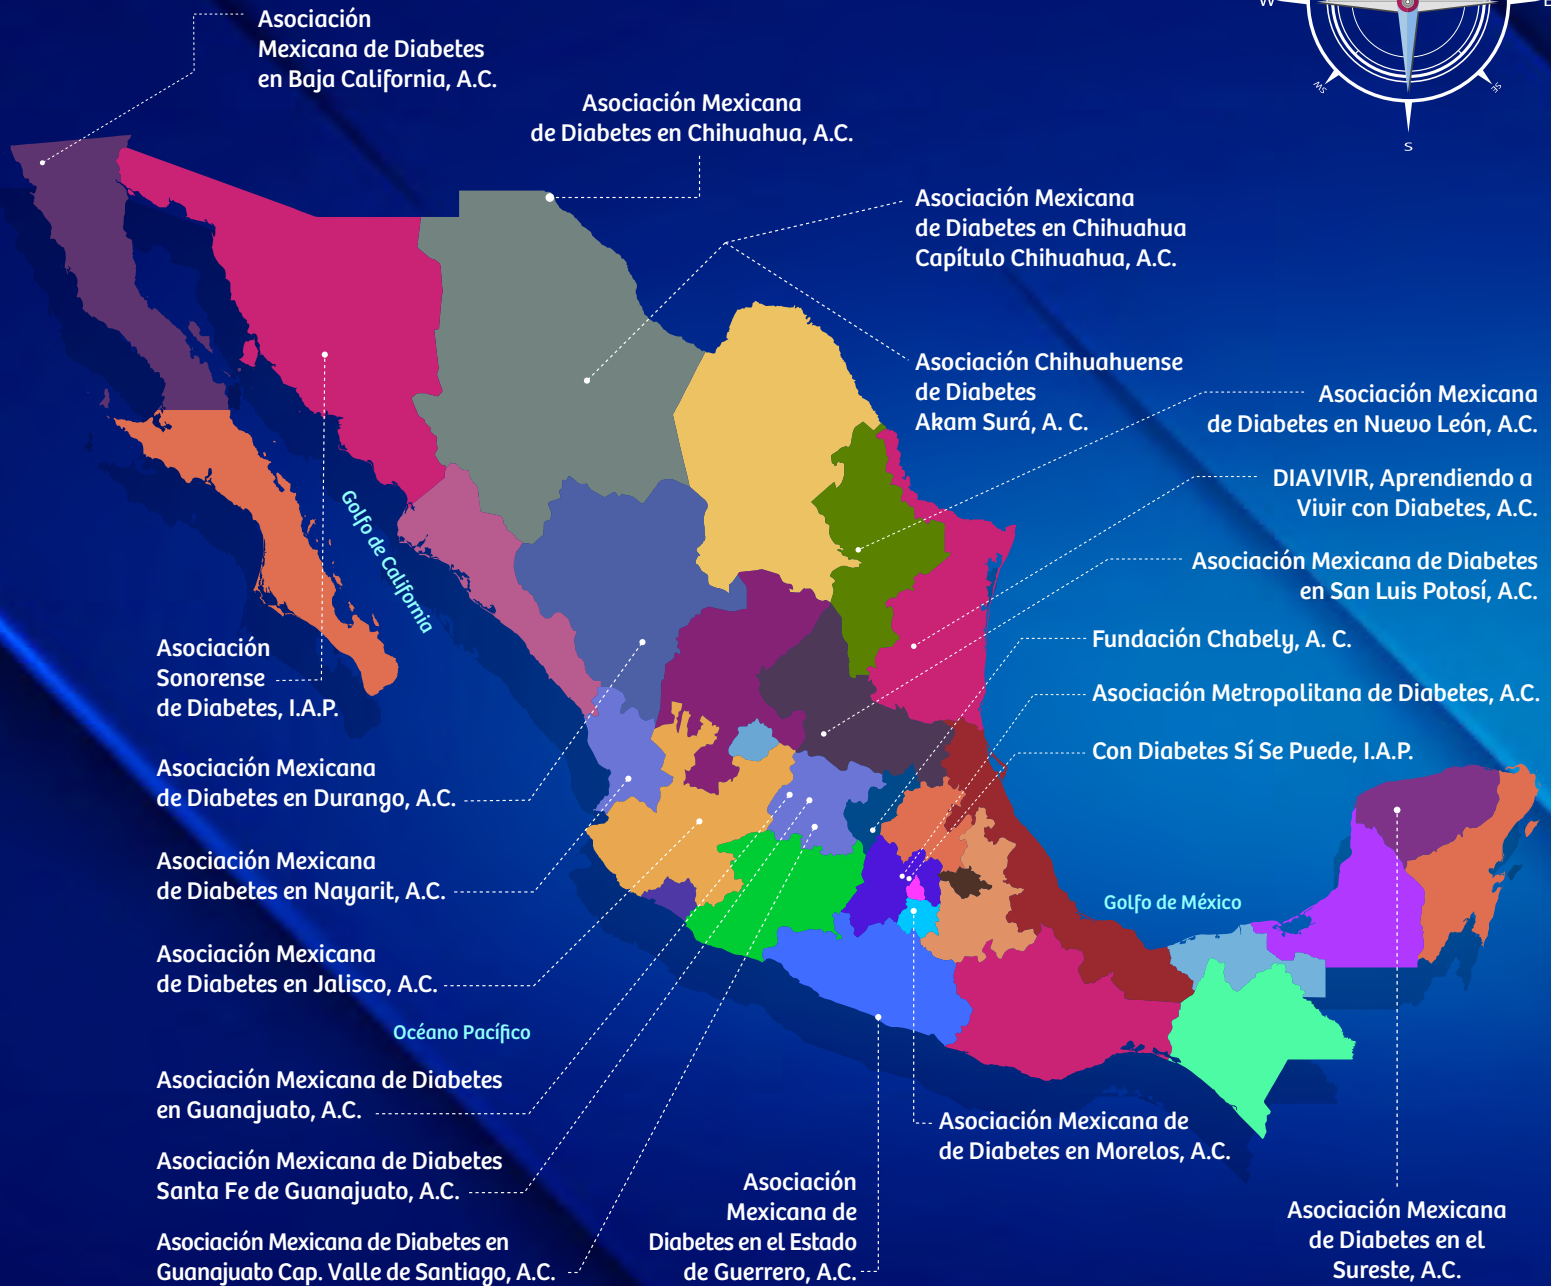 Asociación
Mexicana de Diabetes
en Baja California, A.C.
W
E
SW
SE
S
Asociación Mexicana
de Diabetes en Chihuahua, A.C.
Asociación Mexicana
de Diabetes en Chihuahua
Capítulo Chihuahua, A.C.
Asociación Chihuahuense
de Diabetes
Akam Surá, A. C.
Asociación Mexicana
de Diabetes en Nuevo León, A.C.
DIAVIVIR, Aprendiendo a
Vivir con Diabetes, A.C.
Asociación Mexicana de Diabetes
en San Luis Potosí, A.C.
Fundación Chabely, A. C.
Asociación Metropolitana de Diabetes, A.C.
Con Diabetes Sí Se Puede, I.A.P.
Golfo de California
Asociación
Sonorense
de Diabetes, I.A.P.
Asociación Mexicana
de Diabetes en Durango, A.C.
Asociación Mexicana
de Diabetes en Nayarit, A.C.
Golfo de México
Asociación Mexicana
de Diabetes en Jalisco, A.C.
Océano Pacífico
Asociación Mexicana de Diabetes
en Guanajuato, A.C.
Asociación Mexicana de Diabetes
Santa Fe de Guanajuato, A.C.
Asociación Mexicana de Diabetes en
Guanajuato Cap. Valle de Santiago, A.C.
Asociación
Mexicana de
Diabetes en el Estado
de Guerrero, A.C.
Asociación Mexicana de
de Diabetes en Morelos, A.C.
Asociación Mexicana
de Diabetes en el
Sureste, A.C.